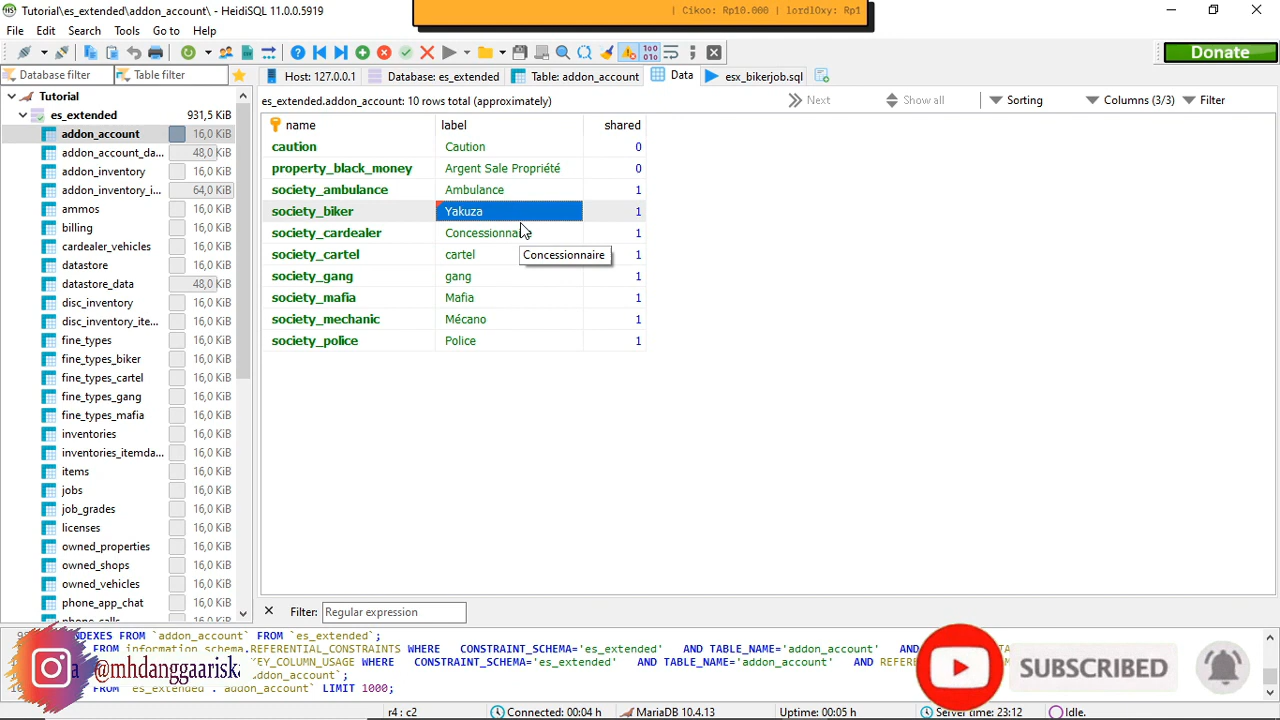 Tutorial\es_extended\addon_account\ - HeidiSQL 11.0.0.5919
| Cikoo: Rp10.000 | lordlOxy: Rp1
File Edit Search Tools Go to Help
Donate
Database filter Table filter
Host: 127.0.0.1 Database: es_extended Table: addon_account Data esx_bikerjob.sql
es_extended.addon_account: 10 rows total (approximately)
Next Show all Sorting Columns (3/3) Filter
Tutorial
es_extended 931,5 KiB
addon_account 16,0 KiB
addon_account_da... 48,0 KiB
addon_inventory 16,0 KiB
addon_inventory_i... 64,0 KiB
ammos 16,0 KiB
billing 16,0 KiB
cardealer_vehicles 16,0 KiB
datastore 16,0 KiB
datastore_data 48,0 KiB
disc_inventory 16,0 KiB
disc_inventory_ite... 16,0 KiB
fine_types 16,0 KiB
fine_types_biker 16,0 KiB
fine_types_cartel 16,0 KiB
fine_types_gang 16,0 KiB
fine_types_mafia 16,0 KiB
inventories 16,0 KiB
inventories_itemda... 16,0 KiB
items 16,0 KiB
jobs 16,0 KiB
job_grades 16,0 KiB
licenses 16,0 KiB
owned_properties 16,0 KiB
owned_shops 16,0 KiB
owned_vehicles 16,0 KiB
phone_app_chat 16,0 KiB
name label shared
caution Caution 0
property_black_money Argent Sale Propriété 0
society_ambulance Ambulance 1
society_biker Yakuza 1
society_cardealer Concessionna 1
society_cartel cartel 1
society_gang gang 1
society_mafia Mafia 1
society_mechanic Mécano 1
society_police Police 1
Concessionnaire
Filter: Regular expression
NDEXES FROM `addon_account` FROM `es_extended`;
FROM information_schema.REFERENTIAL_CONSTRAINTS WHERE CONSTRAINT_SCHEMA='es_extended' AND TABLE_NAME='addon_account'
EY_COLUMN_USAGE WHERE CONSTRAINT_SCHEMA='es_extended' AND TABLE_NAME='addon_account' AND
addon_account`;
FROM `es_extended`.`addon_account` LIMIT 1000;
@mhdanggaarisk
SUBSCRIBED
r4 : c2 Connected: 00:04 h MariaDB 10.4.13 Uptime: 00:05 h Server time: 23:12 Idle.